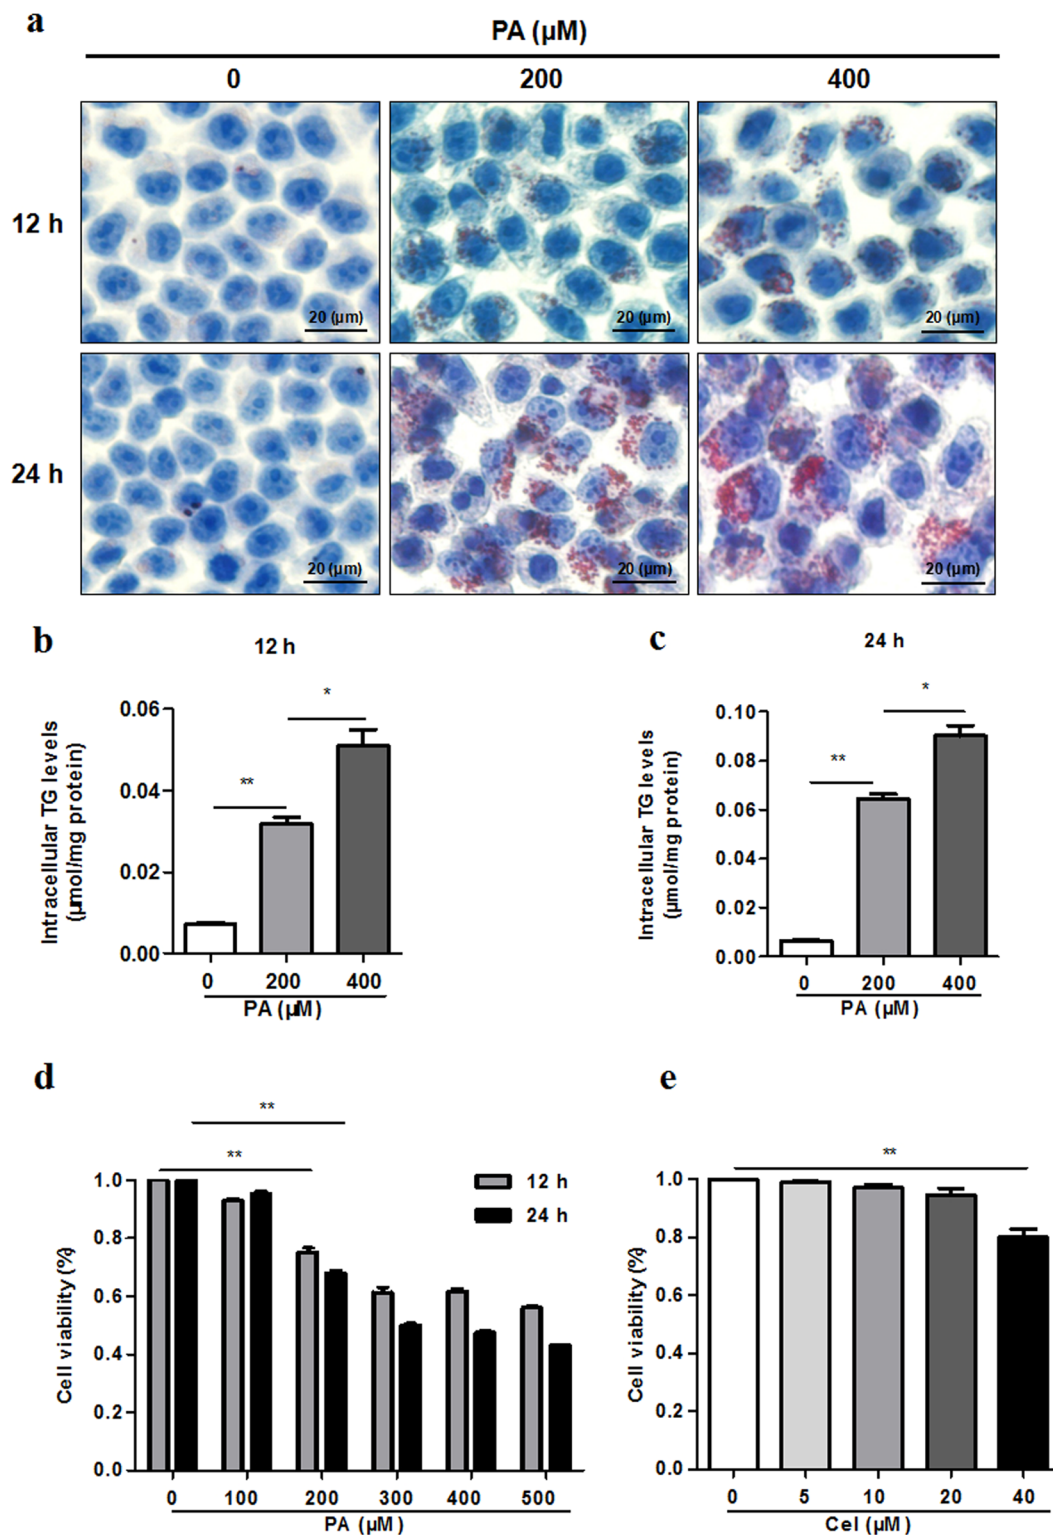 a
PA (µM)
0 200 400
12 h
20 (µm) 20 (µm) 20 (µm)
24 h
20 (µm) 20 (µm) 20 (µm)
b
12 h
**
*
Intracellular TG levels
(µmol/mg protein)
0.06
0.04
0.02
0.00
0 200 400
PA (µM)
c
24 h
**
*
Intracellular TG levels
(µmol/mg protein)
0.10
0.08
0.06
0.04
0.02
0.00
0 200 400
PA (µM)
d
**
**
12 h
24 h
Cell viability (%)
1.0
0.8
0.6
0.4
0.2
0.0
0 100 200 300 400 500
PA (µM)
e
**
Cell viability (%)
1.0
0.8
0.6
0.4
0.2
0.0
0 5 10 20 40
Cel (µM)